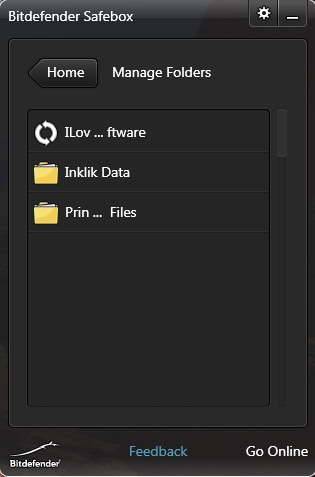 Bitdefender Safebox
Home Manage Folders
ILov ... ftware
Inklik Data
Prin ... Files
Bitdefender Feedback Go Online